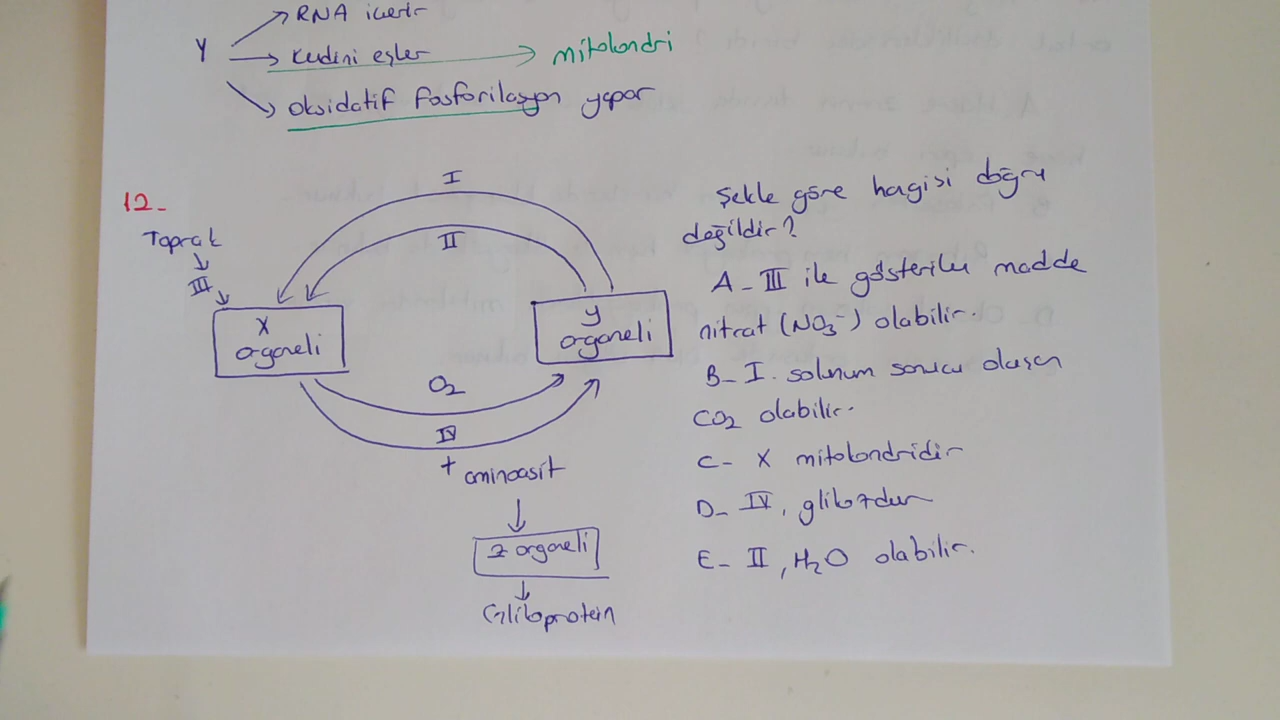 RNA içerir
Y
kendini eşler
mitokondri
oksidatif fosforilasyon yapar
12-
I
II
Toprak
III
X
organeli
y
organeli
O2
IV
+ aminoasit
z organeli
Glikoprotein
Şekle göre hangisi doğru
değildir?
A - III ile gösterilen madde
nitrat (NO3⁻) olabilir.
B - I. solunum sonucu oluşan
CO2 olabilir.
C - X mitokondridir
D - IV, glikozdur
E - II, H2O olabilir.